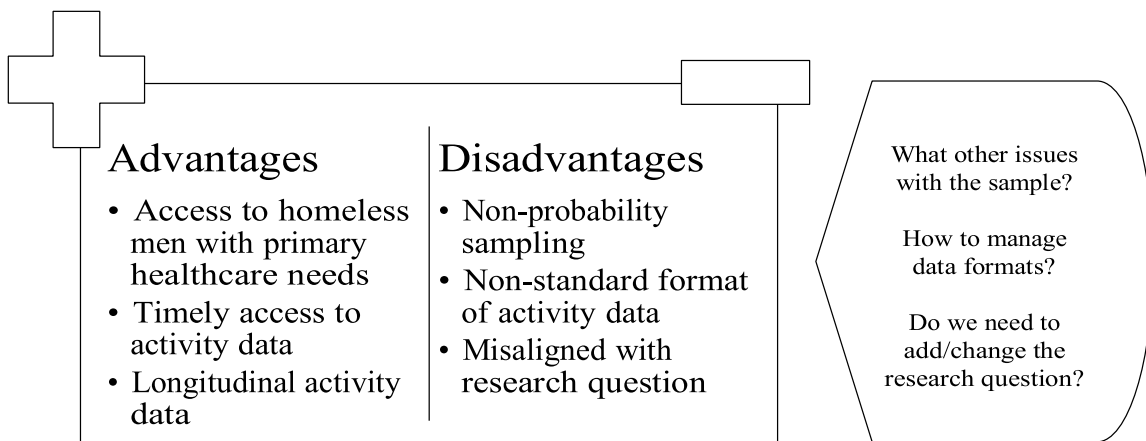 Advantages
• Access to homeless
men with primary
healthcare needs
• Timely access to
activity data
• Longitudinal activity
data
Disadvantages
• Non-probability
sampling
• Non-standard format
of activity data
• Misaligned with
research question
What other issues
with the sample?
How to manage
data formats?
Do we need to
add/change the
research question?